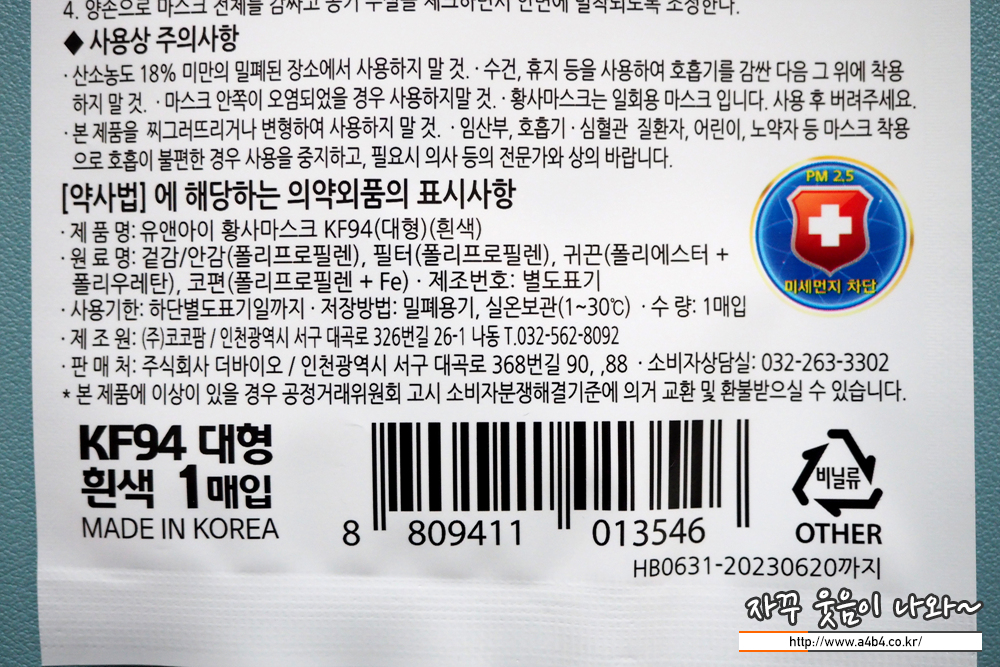 4. 양손으로 마스크 전체를 감싸고 공기 누설을 체크하면서 안면에 밀착되도록 조정한다.
◆ 사용상 주의사항
· 산소농도 18% 미만의 밀폐된 장소에서 사용하지 말 것. · 수건, 휴지 등을 사용하여 호흡기를 감싼 다음 그 위에 착용
하지 말 것. · 마스크 안쪽이 오염되었을 경우 사용하지말 것. · 황사마스크는 일회용 마스크 입니다. 사용 후 버려주세요.
· 본 제품을 찌그러뜨리거나 변형하여 사용하지 말 것. · 임산부, 호흡기 · 심혈관 질환자, 어린이, 노약자 등 마스크 착용
으로 호흡이 불편한 경우 사용을 중지하고, 필요시 의사 등의 전문가와 상의 바랍니다.
[약사법] 에 해당하는 의약외품의 표시사항
· 제 품 명: 유앤아이 황사마스크 KF94(대형)(흰색)
· 원 료 명: 겉감/안감(폴리프로필렌), 필터(폴리프로필렌), 귀끈(폴리에스터 +
폴리우레탄), 코편(폴리프로필렌 + Fe) · 제조번호: 별도표기
· 사용기한: 하단별도표기일까지 · 저장방법: 밀폐용기, 실온보관(1~30℃) · 수 량: 1매입
· 제 조 원: (주)코코팜 / 인천광역시 서구 대곡로 326번길 26-1 나동 T.032-562-8092
· 판 매 처: 주식회사 더바이오 / 인천광역시 서구 대곡로 368번길 90, ,88 · 소비자상담실: 032-263-3302
* 본 제품에 이상이 있을 경우 공정거래위원회 고시 소비자분쟁해결기준에 의거 교환 및 환불받으실 수 있습니다.
PM 2.5
미세먼지 차단
KF94 대형
흰색 1매입
MADE IN KOREA
8 809411 013546
비닐류
OTHER
HB0631-20230620까지
자꾸 웃음이 나와~
http://www.a4b4.co.kr/